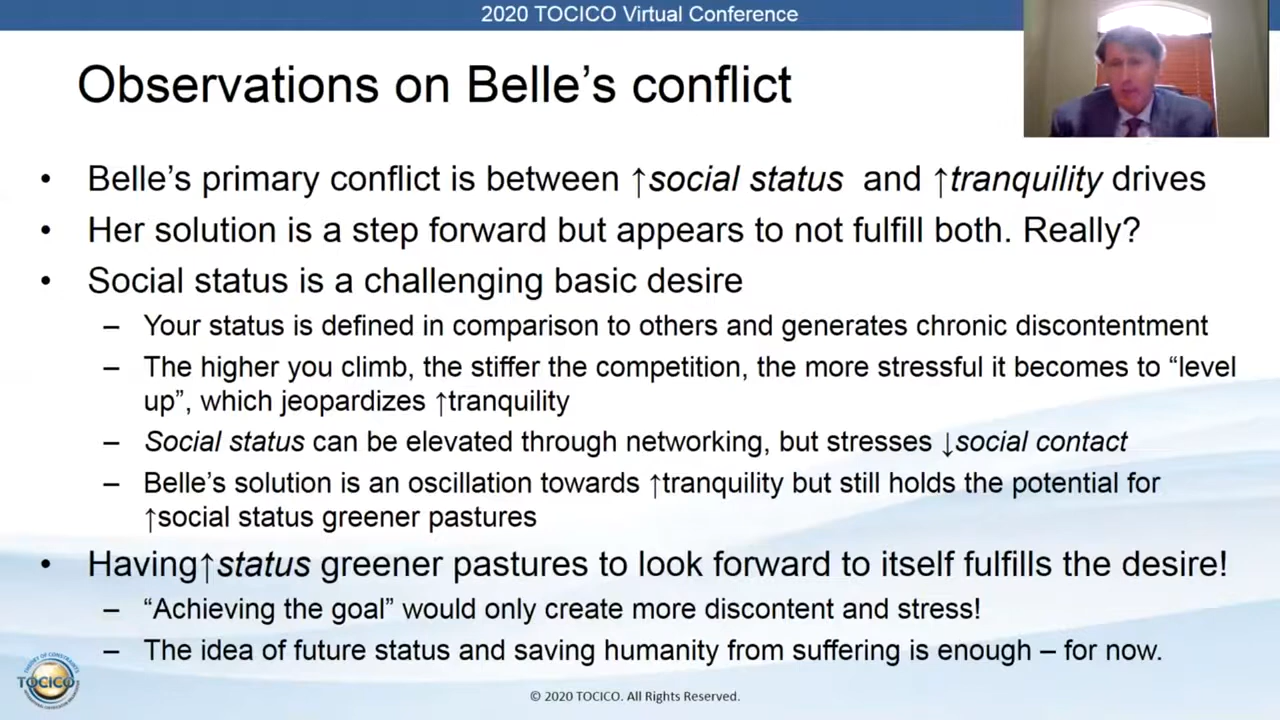 2020 TOCICO Virtual Conference
Observations on Belle’s conflict
• Belle’s primary conflict is between ↑social status and ↑tranquility drives
• Her solution is a step forward but appears to not fulfill both. Really?
• Social status is a challenging basic desire
– Your status is defined in comparison to others and generates chronic discontentment
– The higher you climb, the stiffer the competition, the more stressful it becomes to “level
up”, which jeopardizes ↑tranquility
– Social status can be elevated through networking, but stresses ↓social contact
– Belle’s solution is an oscillation towards ↑tranquility but still holds the potential for
↑social status greener pastures
• Having↑status greener pastures to look forward to itself fulfills the desire!
– “Achieving the goal” would only create more discontent and stress!
– The idea of future status and saving humanity from suffering is enough – for now.
TOCICO
© 2020 TOCICO. All Rights Reserved.